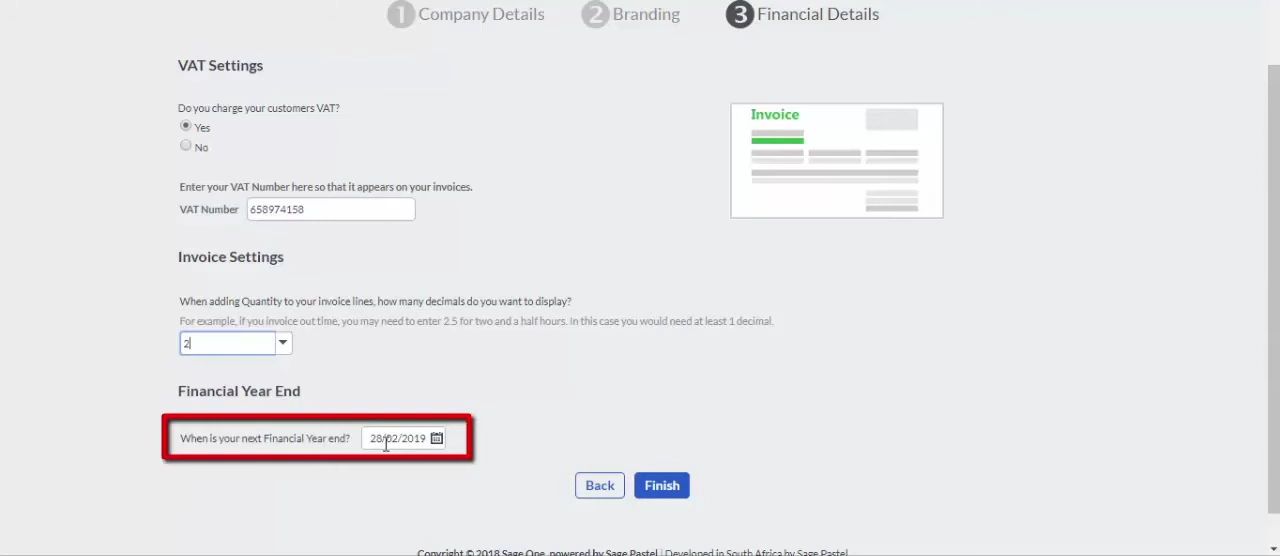 1 Company Details 2 Branding 3 Financial Details
VAT Settings
Do you charge your customers VAT?
Yes
No
Invoice
Enter your VAT Number here so that it appears on your invoices.
VAT Number 658974158
Invoice Settings
When adding Quantity to your invoice lines, how many decimals do you want to display?
For example, if you invoice out time, you may need to enter 2.5 for two and a half hours. In this case you would need at least 1 decimal.
2
Financial Year End
When is your next Financial Year end? 28/02/2019
Back Finish
Copyright © 2018 Sage One, powered by Sage Pastel | Developed in South Africa by Sage Pastel